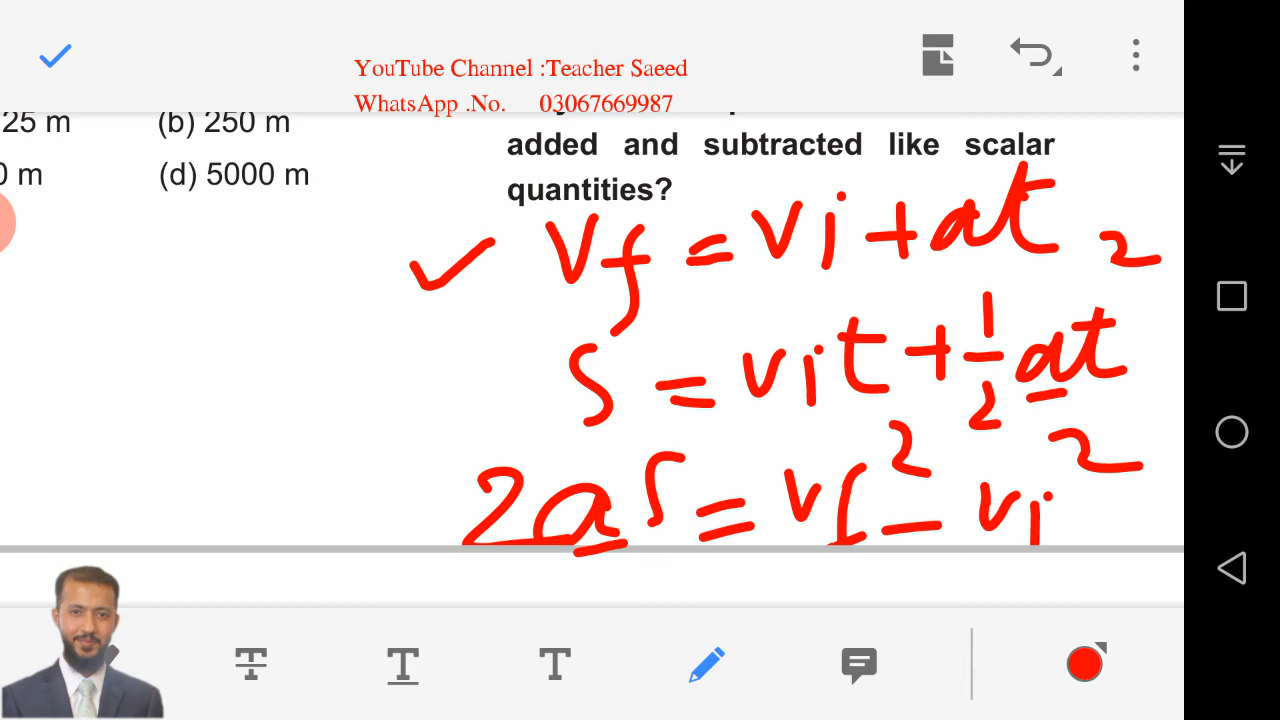 YouTube Channel :Teacher Saeed
WhatsApp .No. 03067669987
25 m (b) 250 m
0 m (d) 5000 m
added and subtracted like scalar
quantities?
Vf = Vi + at
S = Vit + 1/2 at²
2aS = Vf² - Vi²
T T T